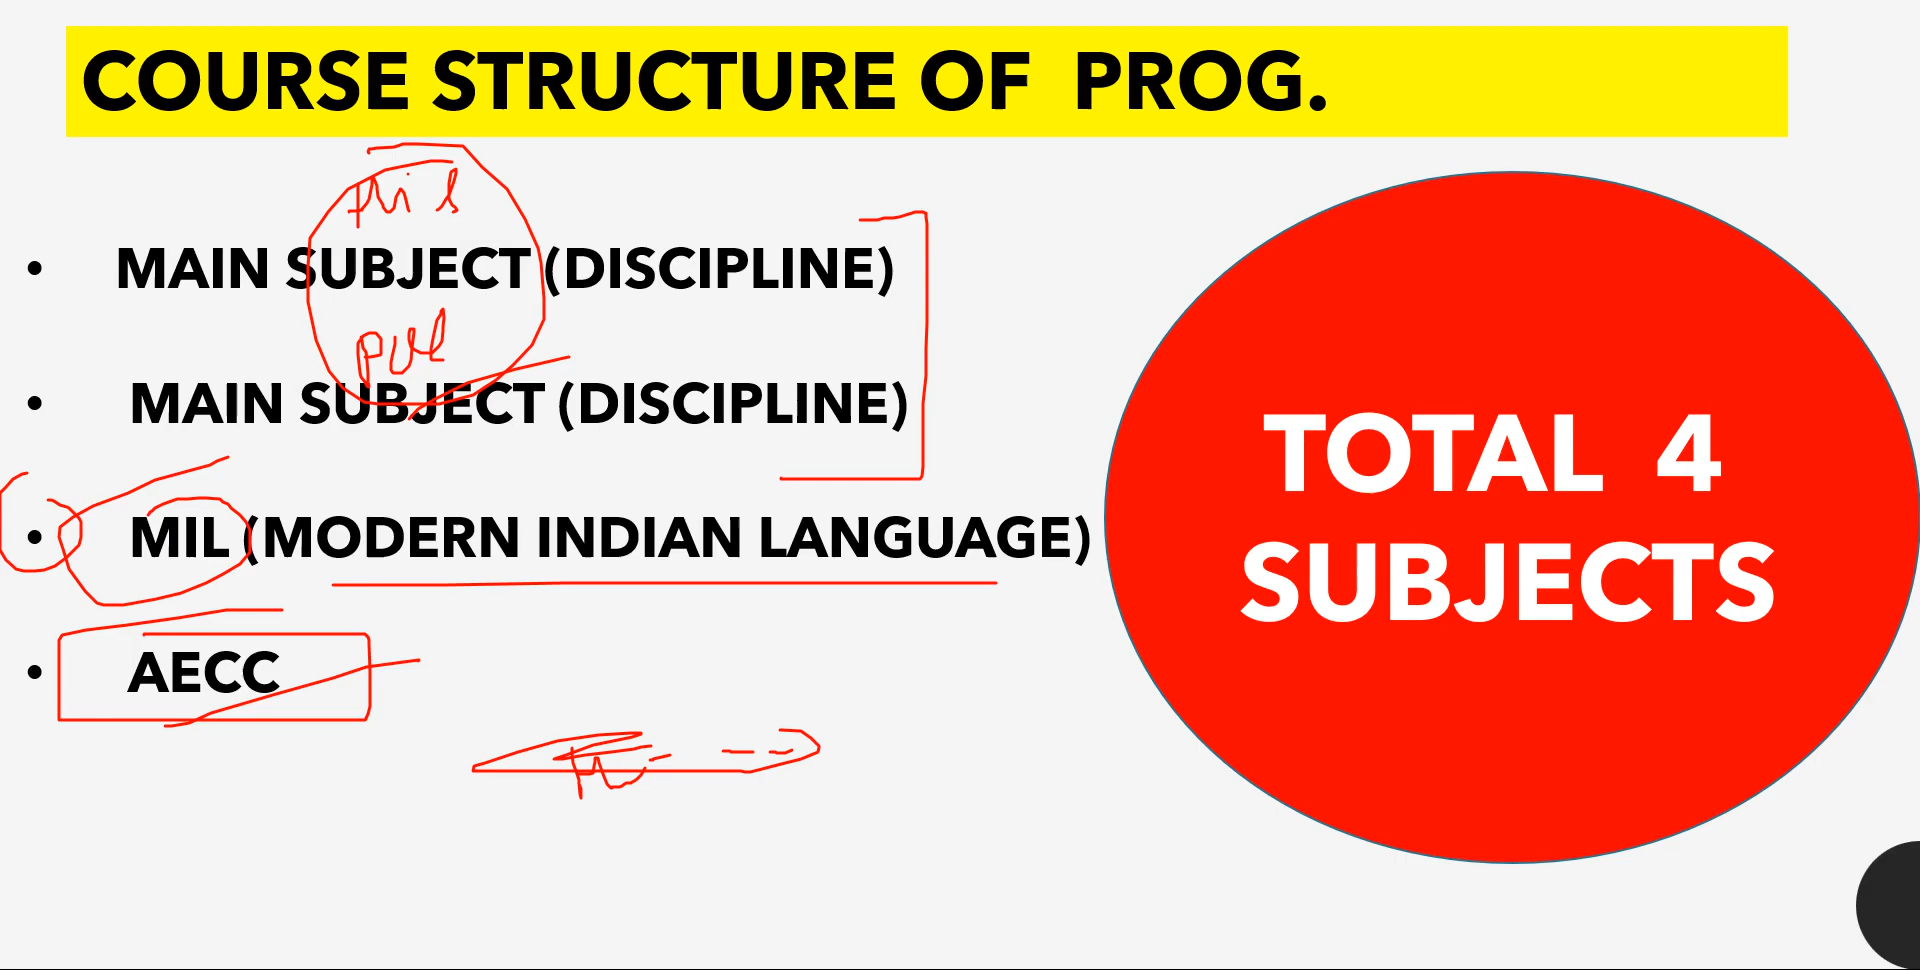 COURSE STRUCTURE OF PROG.
• MAIN SUBJECT (DISCIPLINE)
• MAIN SUBJECT (DISCIPLINE)
• MIL (MODERN INDIAN LANGUAGE)
• AECC
TOTAL 4
SUBJECTS